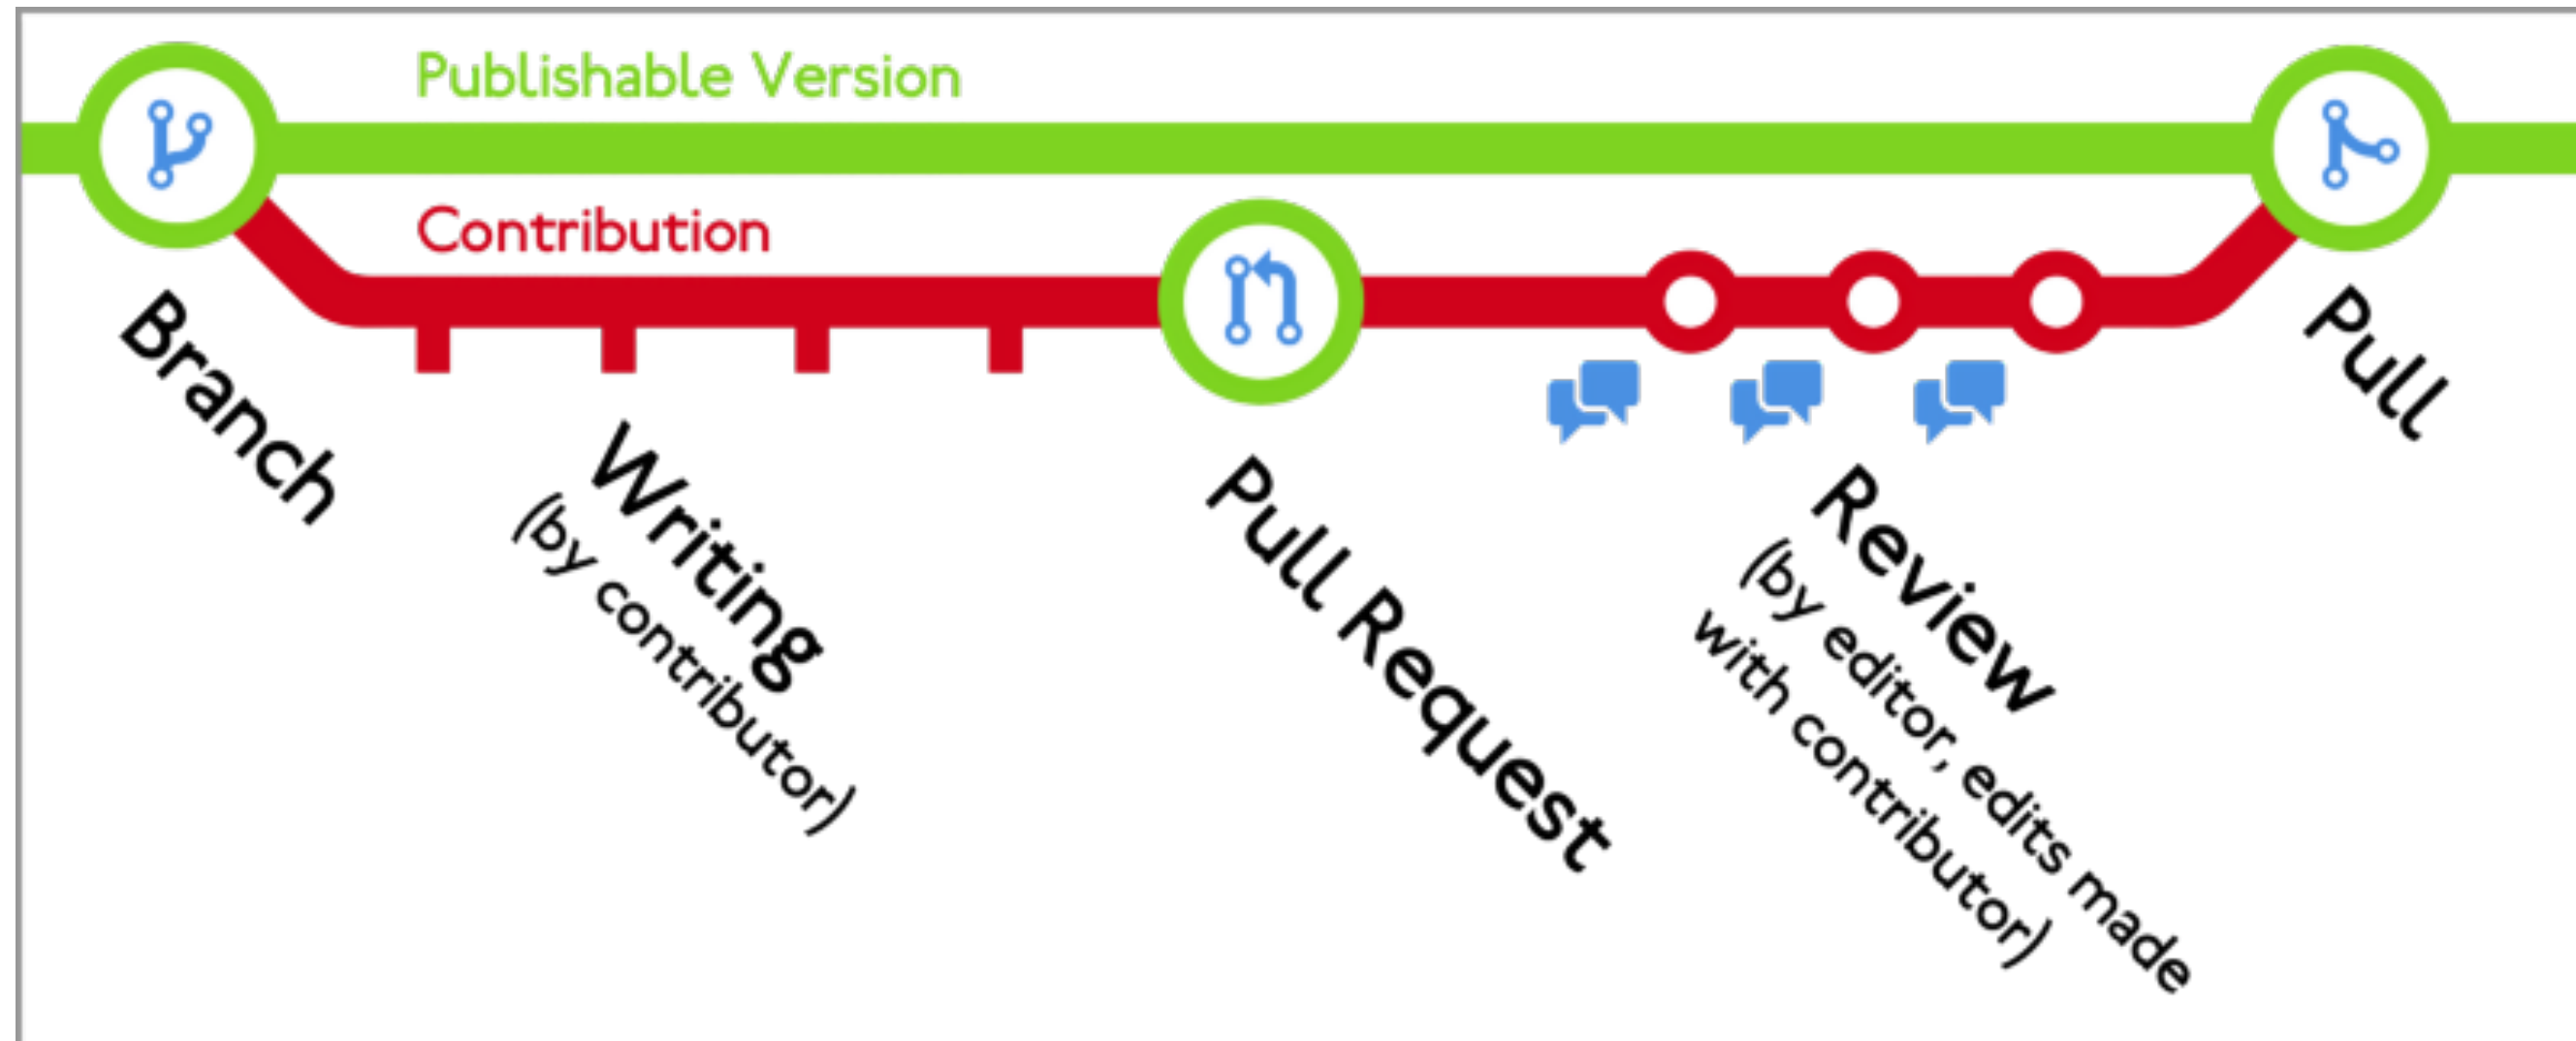 Publishable Version
Contribution
Branch
Writing
(by contributor)
Pull Request
Review
(by editor, edits made
with contributor)
Pull